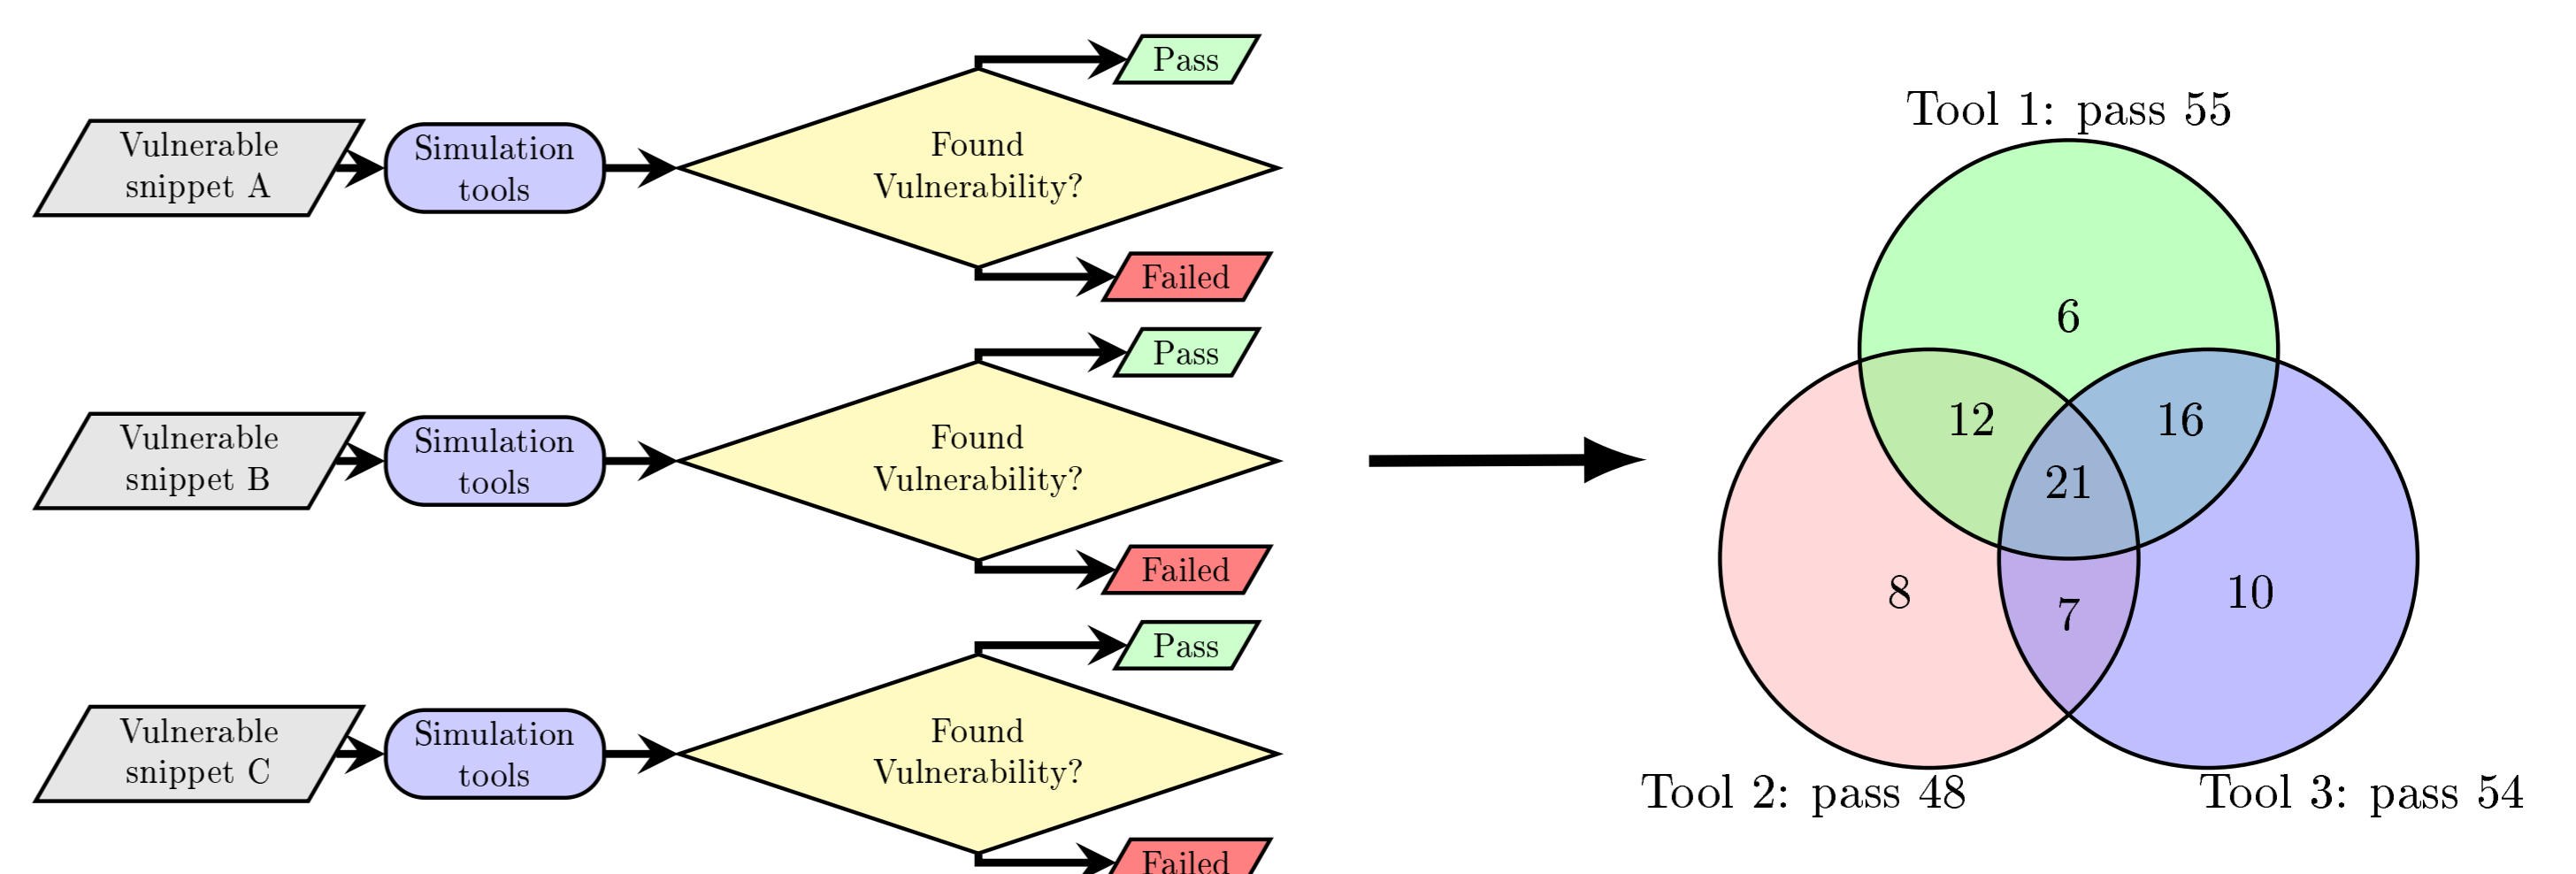 Pass
Vulnerable
snippet A
Simulation
tools
Found
Vulnerability?
Failed
Pass
Vulnerable
snippet B
Simulation
tools
Found
Vulnerability?
Failed
Pass
Vulnerable
snippet C
Simulation
tools
Found
Vulnerability?
Failed
Tool 1: pass 55
6
12
16
21
8
7
10
Tool 2: pass 48
Tool 3: pass 54